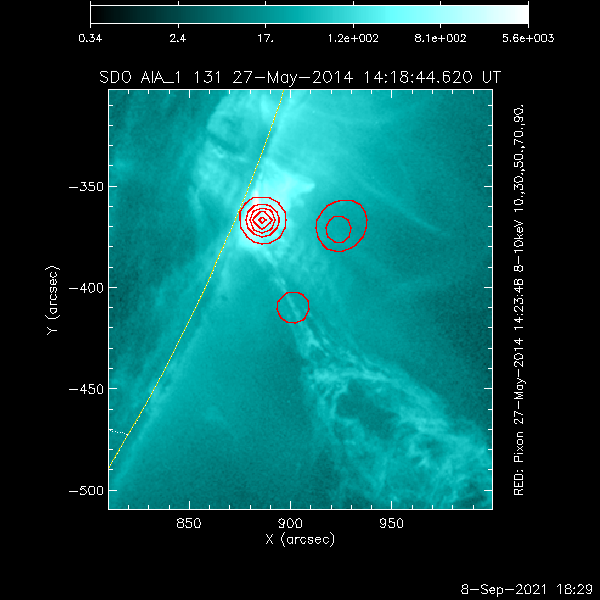 0.34 2.4 17. 1.2e+002 8.1e+002 5.6e+003
SDO AIA_1 131 27-May-2014 14:18:44.620 UT
-350
-400
-450
-500
Y (arcsec)
850 900 950
X (arcsec)
RED: Pixon 27-May-2014 14:23:48 8-10keV 10.,30.,50.,70.,90.
8-Sep-2021 18:29